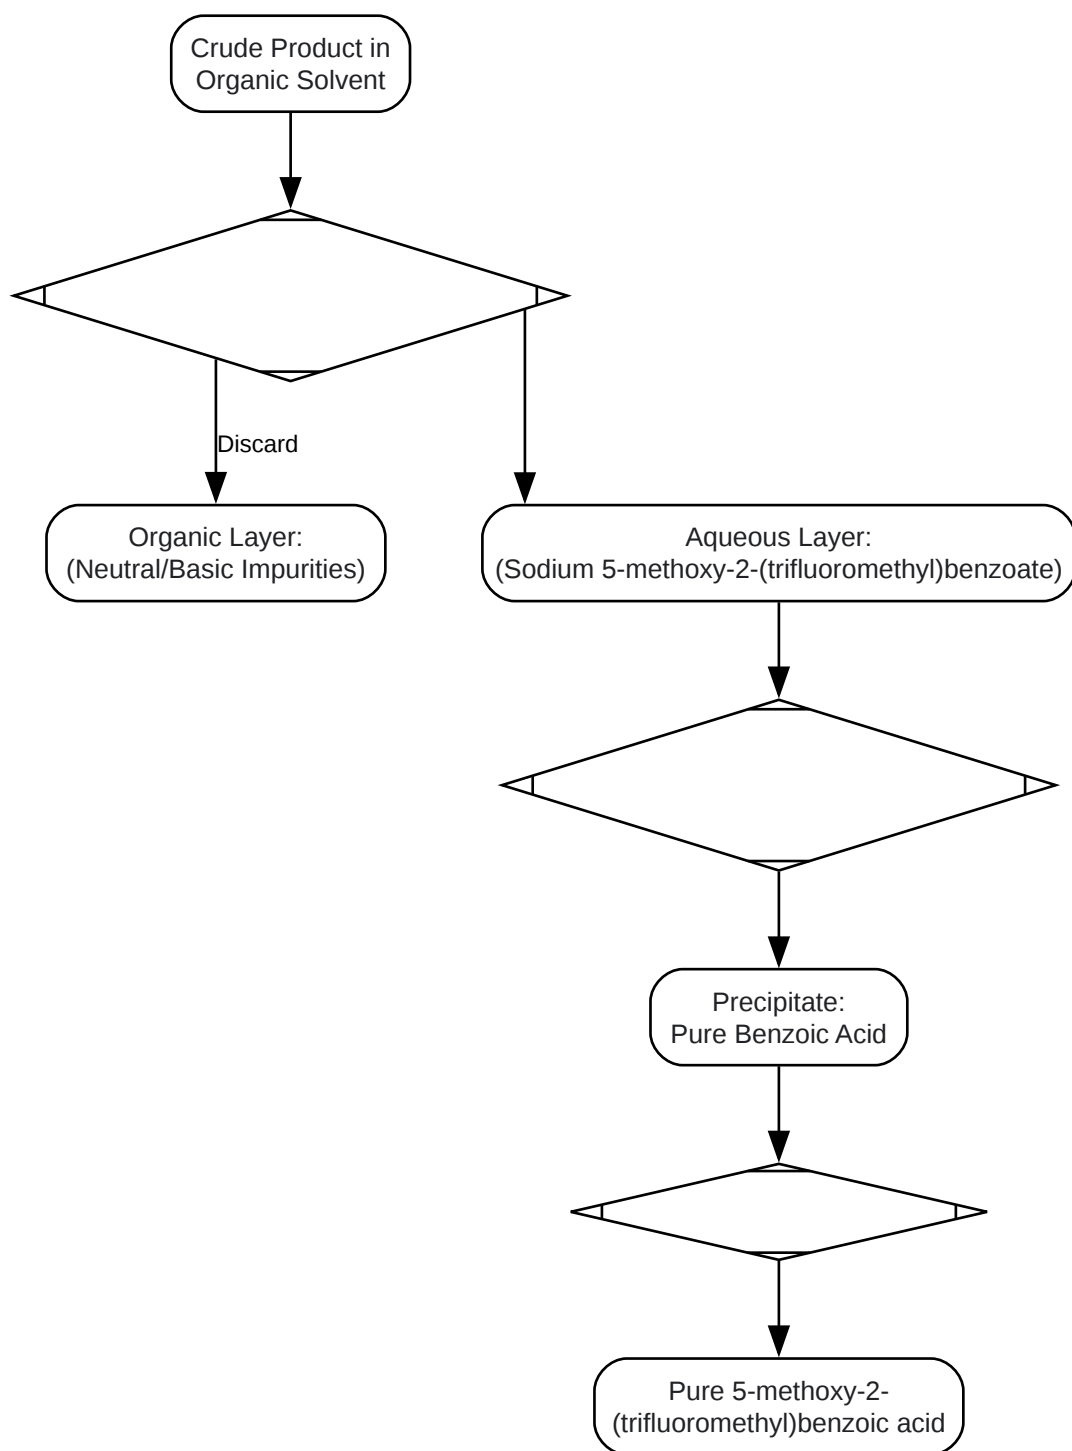 Crude Product in
Organic Solvent
Discard
Organic Layer:
(Neutral/Basic Impurities)
Aqueous Layer:
(Sodium 5-methoxy-2-(trifluoromethyl)benzoate)
Precipitate:
Pure Benzoic Acid
Pure 5-methoxy-2-
(trifluoromethyl)benzoic acid